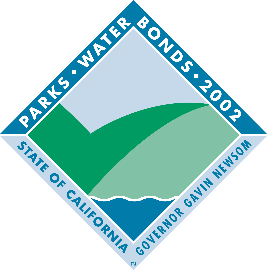 PARKS • WATER
BONDS • 2002
STATE OF CALIFORNIA
GOVERNOR GAVIN NEWSOM